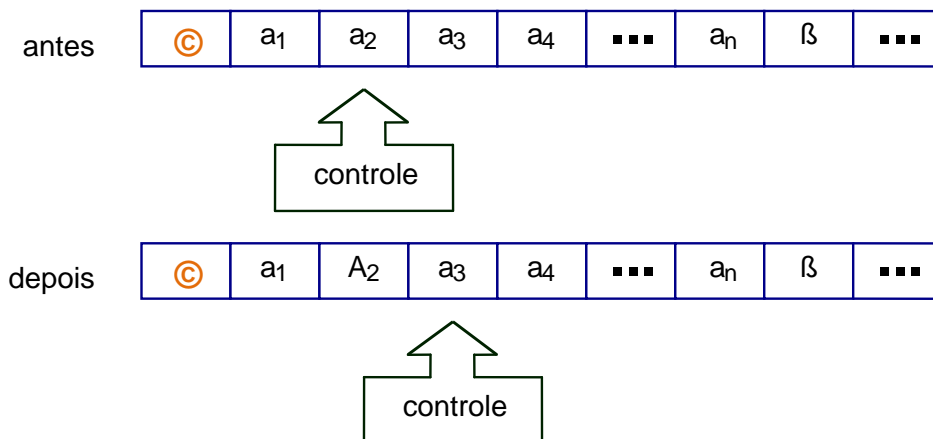 antes © a₁ a₂ a₃ a₄ ▪▪▪ aₙ ß ▪▪▪
controle
depois © a₁ A₂ a₃ a₄ ▪▪▪ aₙ ß ▪▪▪
controle